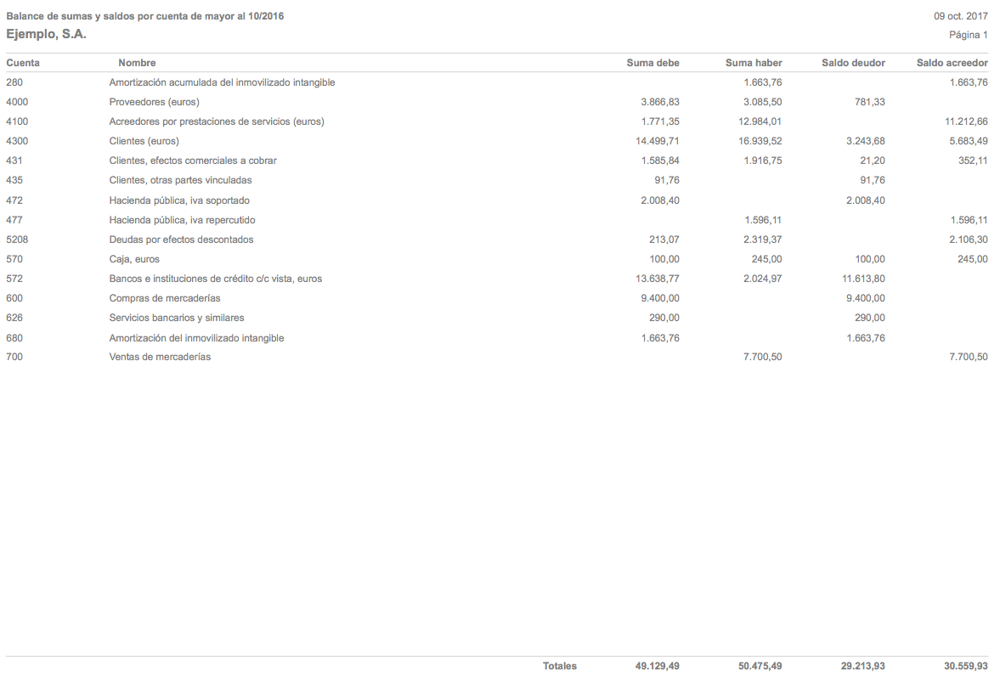 Balance de sumas y saldos por cuenta de mayor al 10/2016 09 oct. 2017
Ejemplo, S.A. Página 1
Cuenta Nombre Suma debe Suma haber Saldo deudor Saldo acreedor
280 Amortización acumulada del inmovilizado intangible 1.663,76 1.663,76
4000 Proveedores (euros) 3.866,83 3.085,50 781,33
4100 Acreedores por prestaciones de servicios (euros) 1.771,35 12.984,01 11.212,66
4300 Clientes (euros) 14.499,71 16.939,52 3.243,68 5.683,49
431 Clientes, efectos comerciales a cobrar 1.585,84 1.916,75 21,20 352,11
435 Clientes, otras partes vinculadas 91,76 91,76
472 Hacienda pública, iva soportado 2.008,40 2.008,40
477 Hacienda pública, iva repercutido 1.596,11 1.596,11
5208 Deudas por efectos descontados 213,07 2.319,37 2.106,30
570 Caja, euros 100,00 245,00 100,00 245,00
572 Bancos e instituciones de crédito c/c vista, euros 13.638,77 2.024,97 11.613,80
600 Compras de mercaderías 9.400,00 9.400,00
626 Servicios bancarios y similares 290,00 290,00
680 Amortización del inmovilizado intangible 1.663,76 1.663,76
700 Ventas de mercaderías 7.700,50 7.700,50
Totales 49.129,49 50.475,49 29.213,93 30.559,93